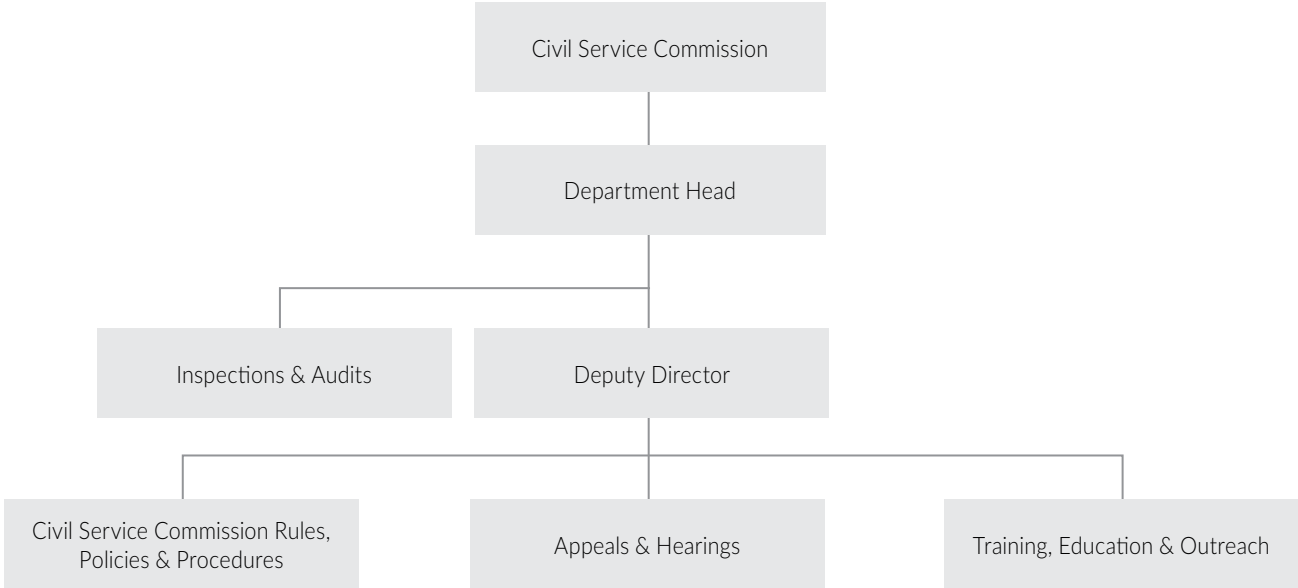 Civil Service Commission
Department Head
Inspections & Audits
Deputy Director
Civil Service Commission Rules,
Policies & Procedures
Appeals & Hearings
Training, Education & Outreach